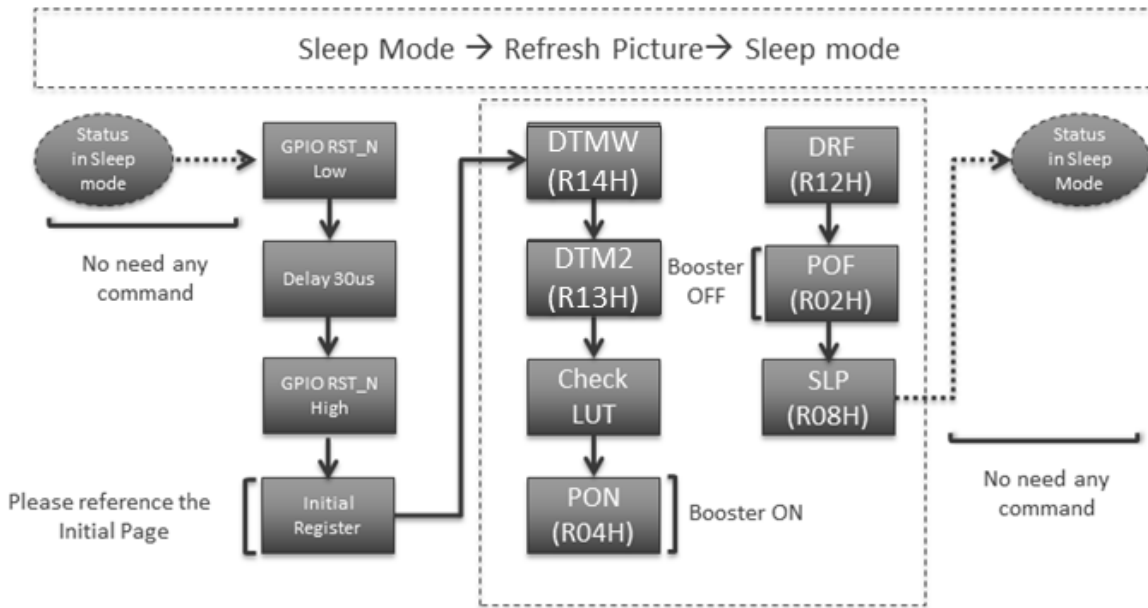 Sleep Mode → Refresh Picture → Sleep mode
Status
in Sleep
mode
No need any
command
GPIO RST_N
Low
Delay 30us
GPIO RST_N
High
Please reference the
Initial Page
Initial
Register
DTMW
(R14H)
DTM2
(R13H)
Check
LUT
PON
(R04H)
Booster ON
DRF
(R12H)
Booster
OFF
POF
(R02H)
SLP
(R08H)
Status
in Sleep
Mode
No need any
command